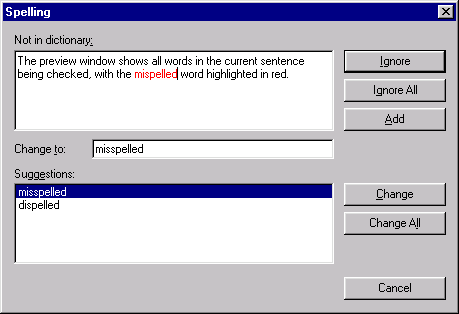 Spelling
Not in dictionary:
The preview window shows all words in the current sentence
being checked, with the mispelled word highlighted in red.
Ignore
Ignore All
Add
Change to:
misspelled
Suggestions:
misspelled
dispelled
Change
Change All
Cancel